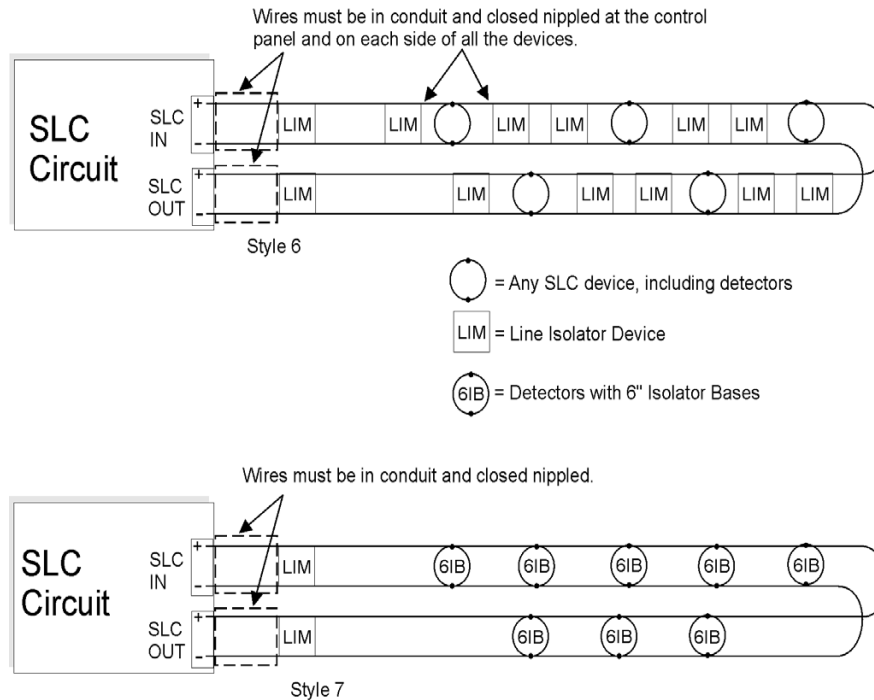 Wires must be in conduit and closed nippled at the control
panel and on each side of all the devices.
SLC
Circuit
+
SLC
IN
-
LIM
LIM
LIM
LIM
LIM
LIM
+
SLC
OUT
-
LIM
LIM
LIM
LIM
LIM
LIM
Style 6
= Any SLC device, including detectors
LIM = Line Isolator Device
6IB = Detectors with 6" Isolator Bases
Wires must be in conduit and closed nippled.
SLC
Circuit
+
SLC
IN
-
LIM
6IB
6IB
6IB
6IB
6IB
+
SLC
OUT
-
LIM
6IB
6IB
6IB
Style 7